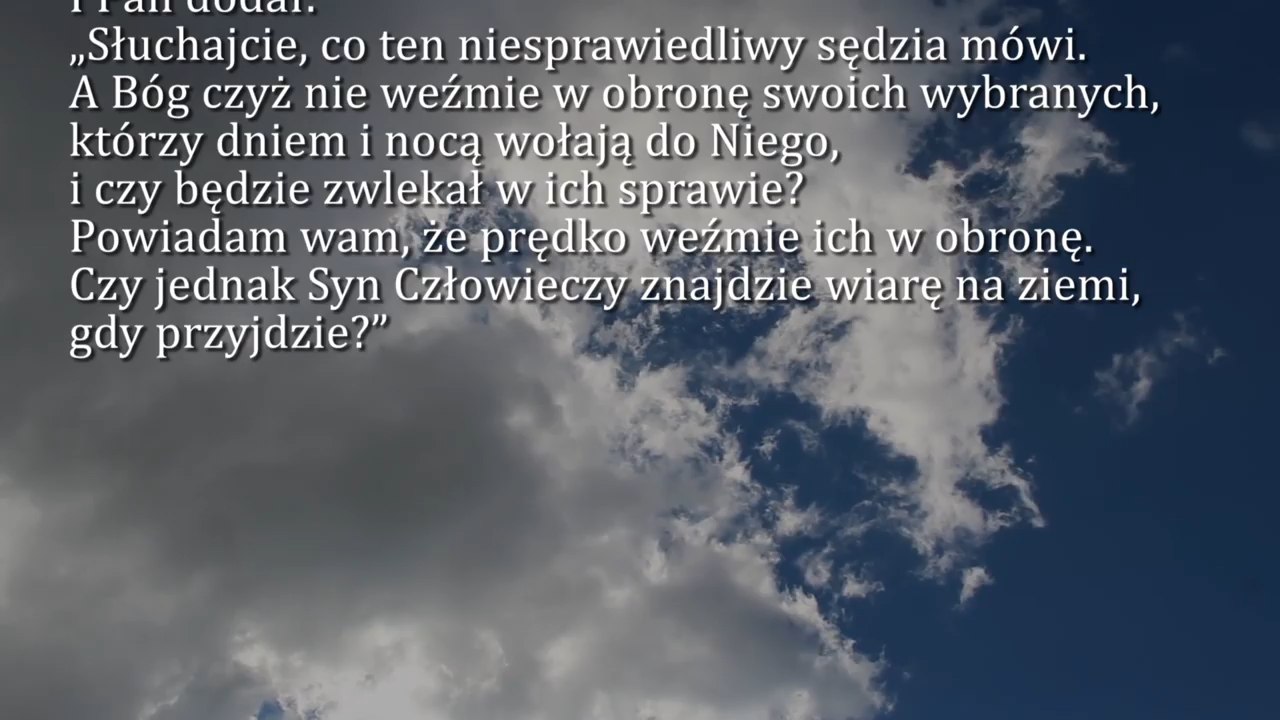 I Pan dodał:
„Słuchajcie, co ten niesprawiedliwy sędzia mówi.
A Bóg czyż nie weźmie w obronę swoich wybranych,
którzy dniem i nocą wołają do Niego,
i czy będzie zwlekał w ich sprawie?
Powiadam wam, że prędko weźmie ich w obronę.
Czy jednak Syn Człowieczy znajdzie wiarę na ziemi,
gdy przyjdzie?”